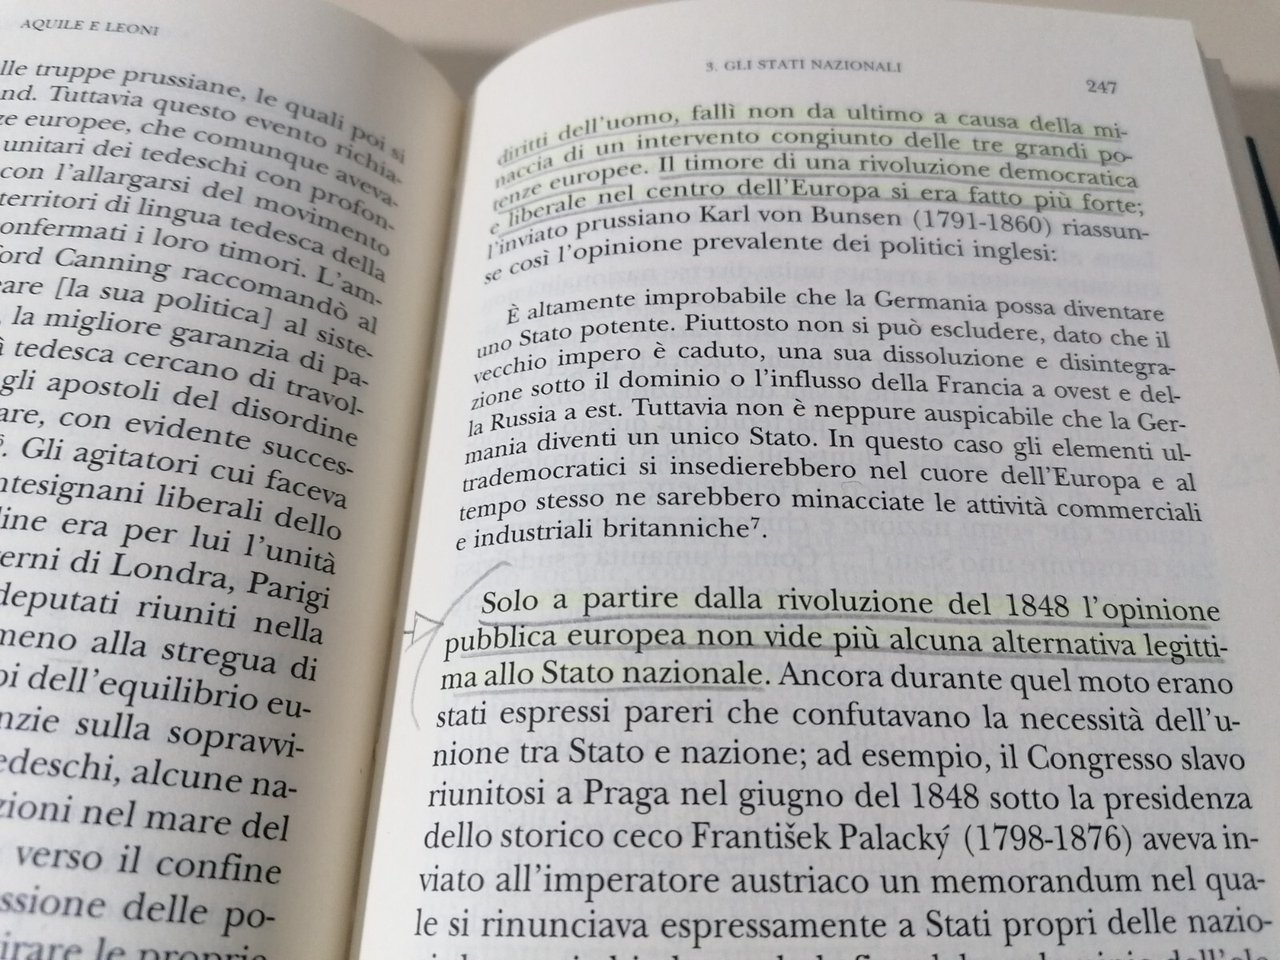 AQUILE E LEONI
lle truppe prussiane, le quali poi si
nd. Tuttavia questo evento richia-
ze europee, che comunque aveva-
unitari dei tedeschi con profon-
con l'allargarsi del movimento
territori di lingua tedesca della
onfermati i loro timori. L'am-
ord Canning raccomandò al
are [la sua politica] al siste-
, la migliore garanzia di pa-
à tedesca cercano di travol-
gli apostoli del disordine
are, con evidente succes-
6. Gli agitatori cui faceva
ntesignani liberali dello
line era per lui l'unità
erni di Londra, Parigi
deputati riuniti nella
meno alla stregua di
pi dell'equilibrio eu-
nzie sulla sopravvi-
edeschi, alcune na-
zioni nel mare del
verso il confine
ssione delle po-
irare le proprie
3. GLI STATI NAZIONALI
247
diritti dell'uomo, fallì non da ultimo a causa della mi-
naccia di un intervento congiunto delle tre grandi po-
tenze europee. Il timore di una rivoluzione democratica
e liberale nel centro dell'Europa si era fatto più forte;
l'inviato prussiano Karl von Bunsen (1791-1860) riassun-
se così l'opinione prevalente dei politici inglesi:
È altamente improbabile che la Germania possa diventare
uno Stato potente. Piuttosto non si può escludere, dato che il
vecchio impero è caduto, una sua dissoluzione e disintegra-
zione sotto il dominio o l'influsso della Francia a ovest e del-
la Russia a est. Tuttavia non è neppure auspicabile che la Ger-
mania diventi un unico Stato. In questo caso gli elementi ul-
trademocratici si insedierebbero nel cuore dell'Europa e al
tempo stesso ne sarebbero minacciate le attività commerciali
e industriali britanniche7.
Solo a partire dalla rivoluzione del 1848 l'opinione
pubblica europea non vide più alcuna alternativa legitti-
ma allo Stato nazionale. Ancora durante quel moto erano
stati espressi pareri che confutavano la necessità dell'u-
nione tra Stato e nazione; ad esempio, il Congresso slavo
riunitosi a Praga nel giugno del 1848 sotto la presidenza
dello storico ceco František Palacký (1798-1876) aveva in-
viato all'imperatore austriaco un memorandum nel qua-
le si rinunciava espressamente a Stati propri delle nazio-